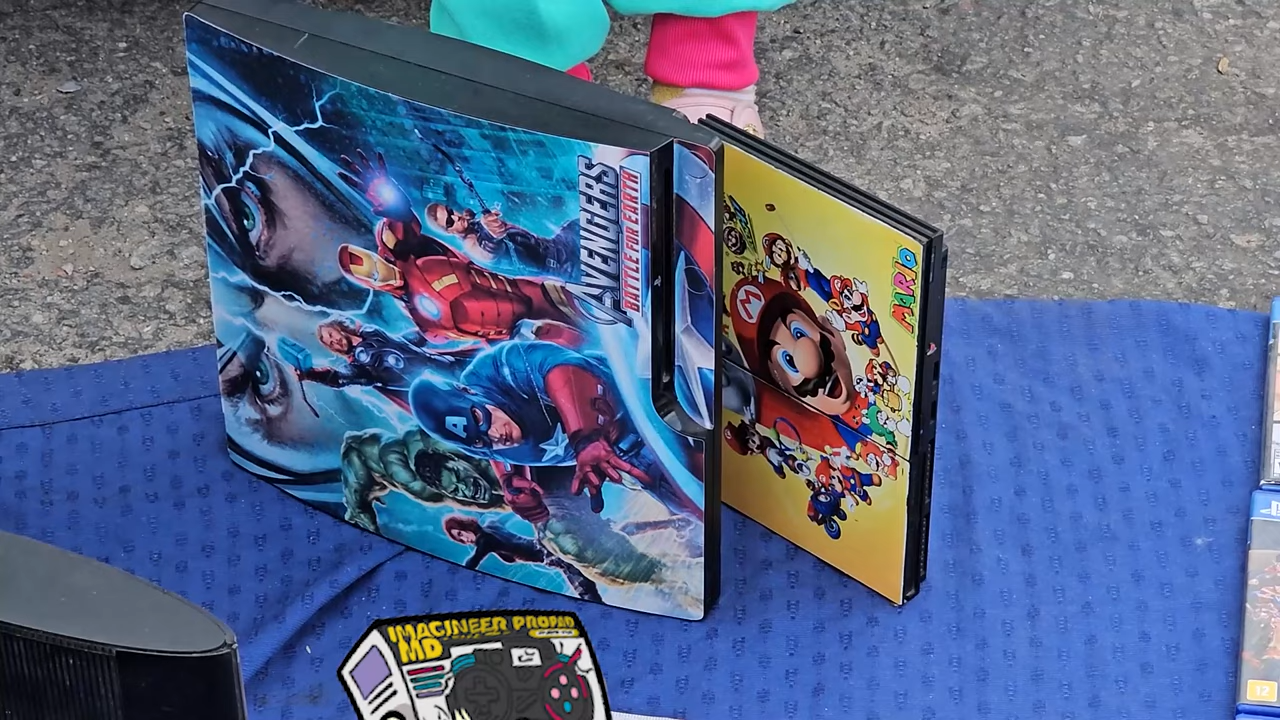 AVENGERS
BATTLE FOR EARTH
MARIO
M
A
IMAGINEER PROPAD
MD
12